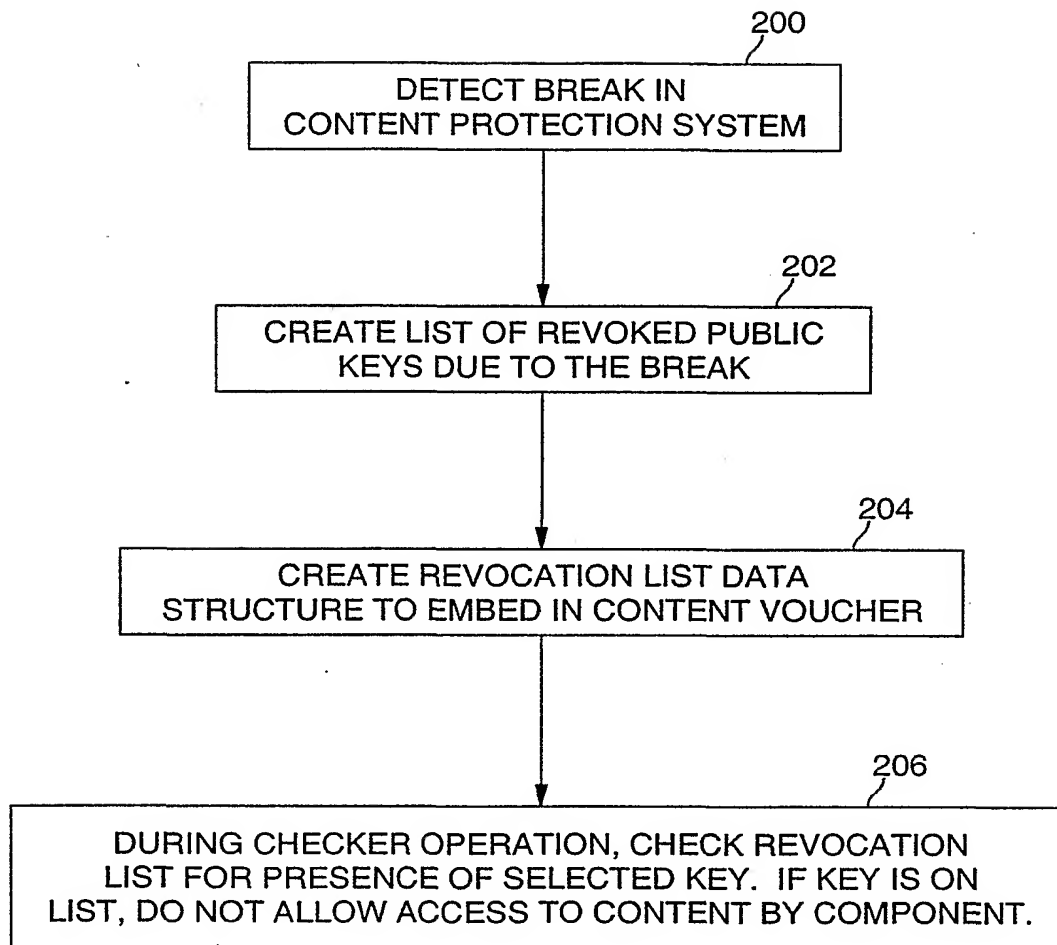 200
DETECT BREAK IN
CONTENT PROTECTION SYSTEM
202
CREATE LIST OF REVOKED PUBLIC
KEYS DUE TO THE BREAK
204
CREATE REVOCATION LIST DATA
STRUCTURE TO EMBED IN CONTENT VOUCHER
206
DURING CHECKER OPERATION, CHECK REVOCATION
LIST FOR PRESENCE OF SELECTED KEY. IF KEY IS ON
LIST, DO NOT ALLOW ACCESS TO CONTENT BY COMPONENT.